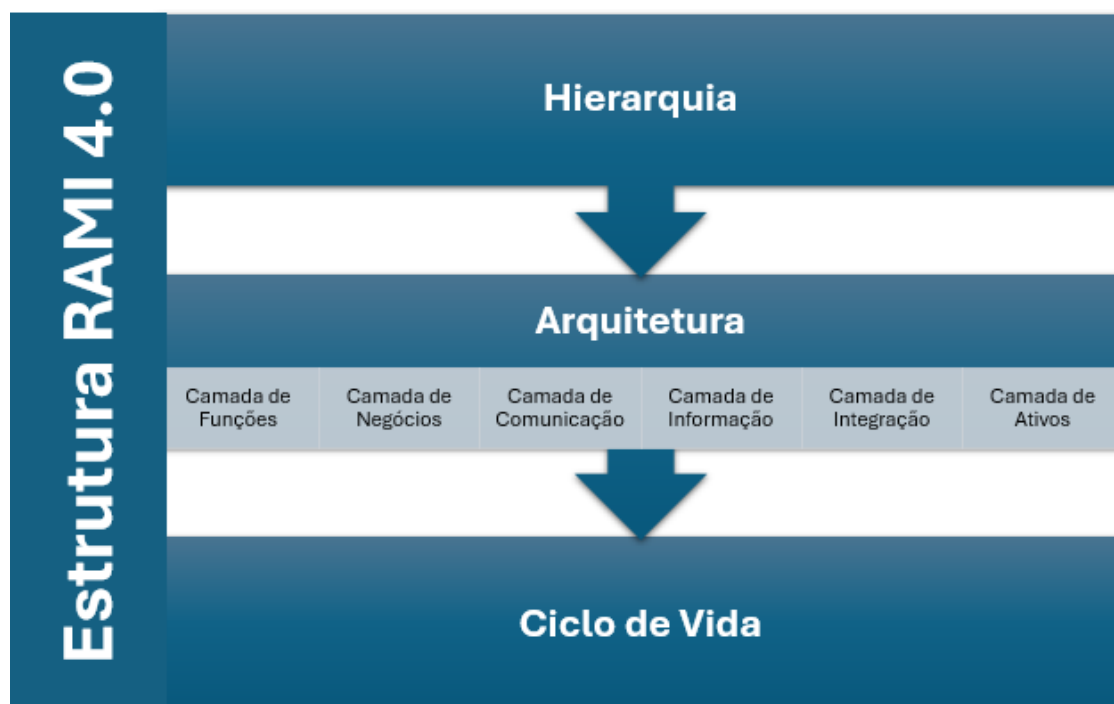 Estrutura RAMI 4.0
Hierarquia
Arquitetura
Camada de
Funções
Camada de
Negócios
Camada de
Comunicação
Camada de
Informação
Camada de
Integração
Camada de
Ativos
Ciclo de Vida